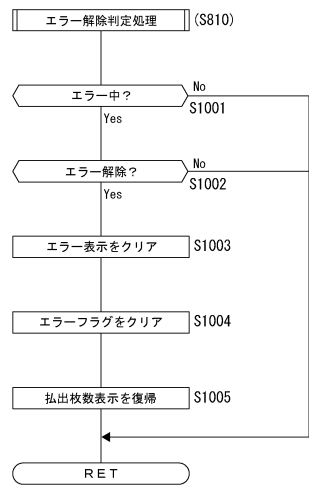 エラー解除判定処理 (S810)
エラー中？ No
S1001
Yes
エラー解除？ No
S1002
Yes
エラー表示をクリア S1003
エラーフラグをクリア S1004
払出枚数表示を復帰 S1005
ＲＥＴ